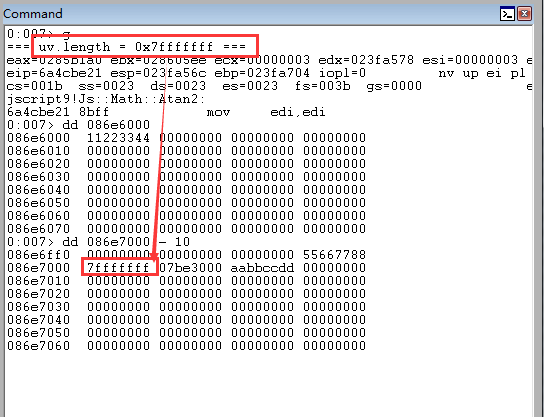 Command
0:007> g
=== uv.length = 0x7fffffff ===
eax=0285b1a0 ebx=028605ee ecx=00000003 edx=023fa578 esi=00000003 e
eip=6a4cbe21 esp=023fa56c ebp=023fa704 iopl=0 nv up ei pl
cs=001b ss=0023 ds=0023 es=0023 fs=003b gs=0000 e
jscript9!Js::Math::Atan2:
6a4cbe21 8bff mov edi,edi
0:007> dd 086e6000
086e6000 11223344 00000000 00000000 00000000
086e6010 00000000 00000000 00000000 00000000
086e6020 00000000 00000000 00000000 00000000
086e6030 00000000 00000000 00000000 00000000
086e6040 00000000 00000000 00000000 00000000
086e6050 00000000 00000000 00000000 00000000
086e6060 00000000 00000000 00000000 00000000
086e6070 00000000 00000000 00000000 00000000
0:007> dd 086e7000 - 10
086e6ff0 00000000 00000000 00000000 55667788
086e7000 7fffffff 07be3000 aabbccdd 00000000
086e7010 00000000 00000000 00000000 00000000
086e7020 00000000 00000000 00000000 00000000
086e7030 00000000 00000000 00000000 00000000
086e7040 00000000 00000000 00000000 00000000
086e7050 00000000 00000000 00000000 00000000
086e7060 00000000 00000000 00000000 00000000